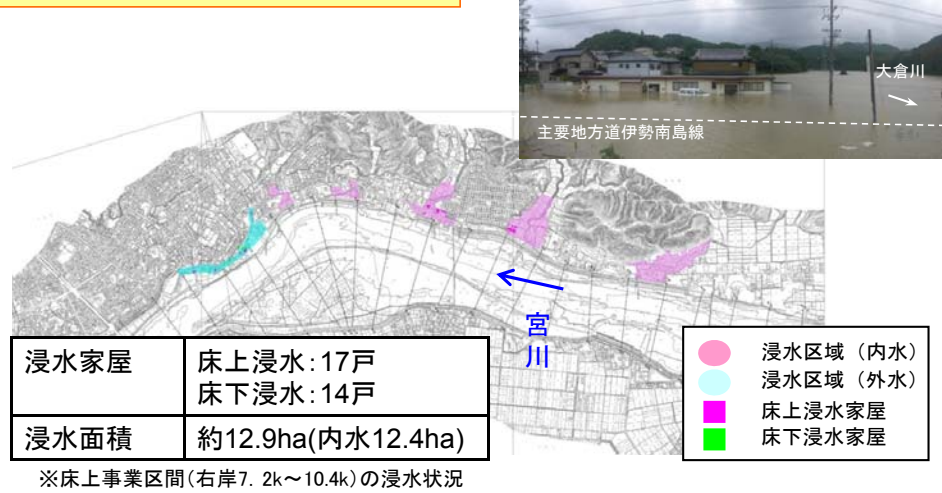 大倉川
主要地方道伊勢南島線
宮川
浸水家屋
床上浸水:17戸
床下浸水:14戸
浸水面積
約12.9ha(内水12.4ha)
浸水区域（内水）
浸水区域（外水）
床上浸水家屋
床下浸水家屋
※床上事業区間(右岸7. 2k～10.4k)の浸水状況